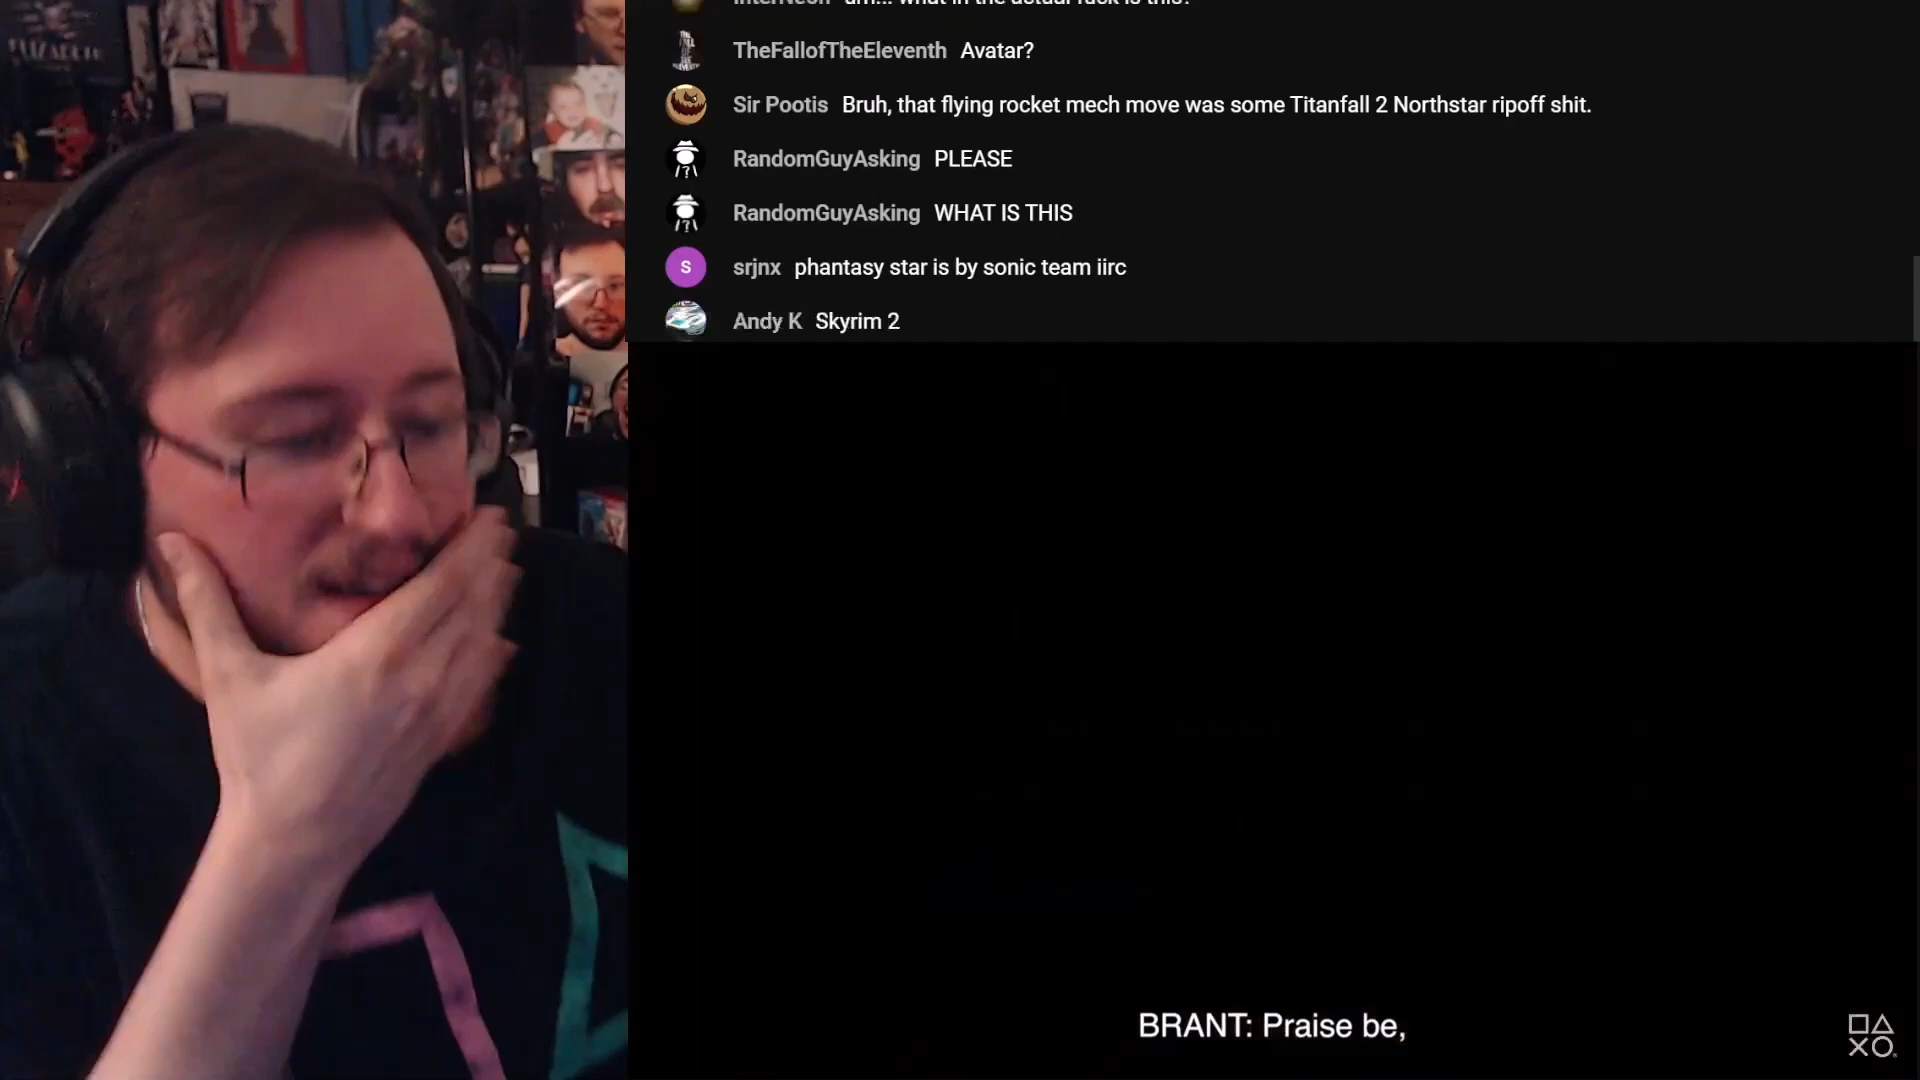 TheFallofTheEleventh Avatar?
Sir Pootis Bruh, that flying rocket mech move was some Titanfall 2 Northstar ripoff shit.
RandomGuyAsking PLEASE
RandomGuyAsking WHAT IS THIS
S
srjnx phantasy star is by sonic team iirc
Andy K Skyrim 2
BRANT: Praise be,